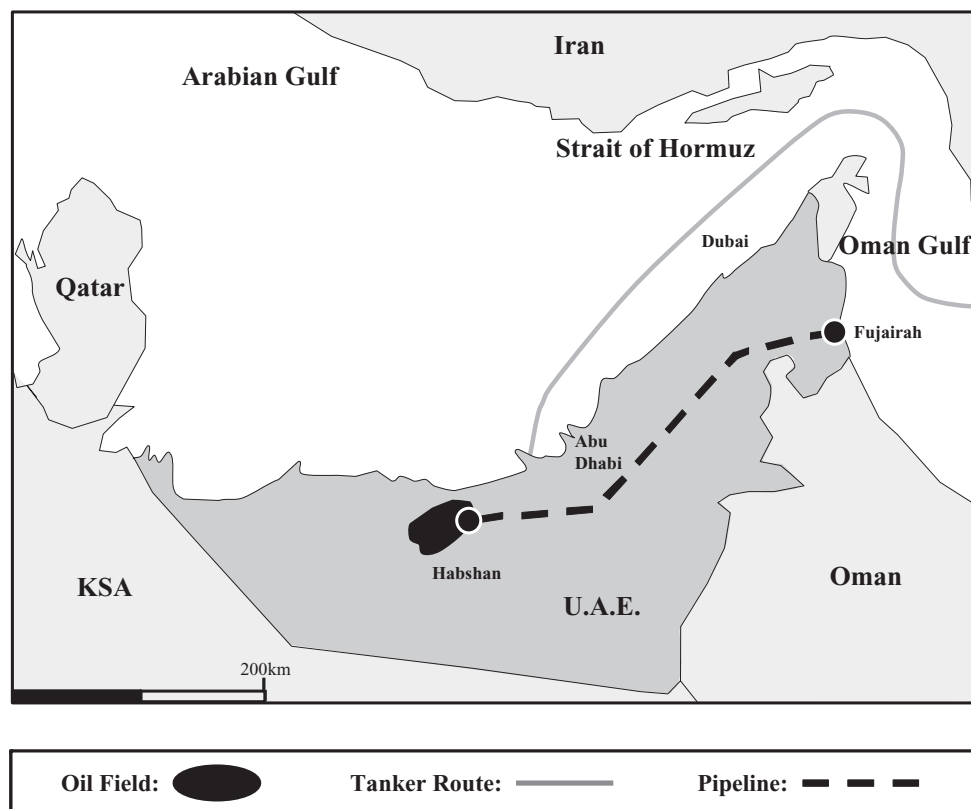 Iran
Arabian Gulf
Strait of Hormuz
Dubai
Oman Gulf
Qatar
Fujairah
Abu
Dhabi
Habshan
KSA
Oman
U.A.E.
200km
Oil Field:
Tanker Route:
Pipeline: